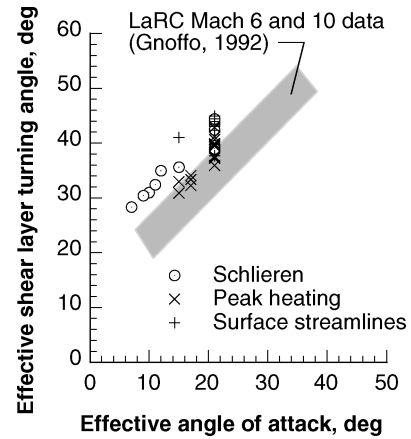 LaRC Mach 6 and 10 data
(Gnoffo, 1992)
Effective shear layer turning angle, deg
60
50
40
30
20
10
0
Schlieren
Peak heating
Surface streamlines
0 10 20 30 40 50
Effective angle of attack, deg